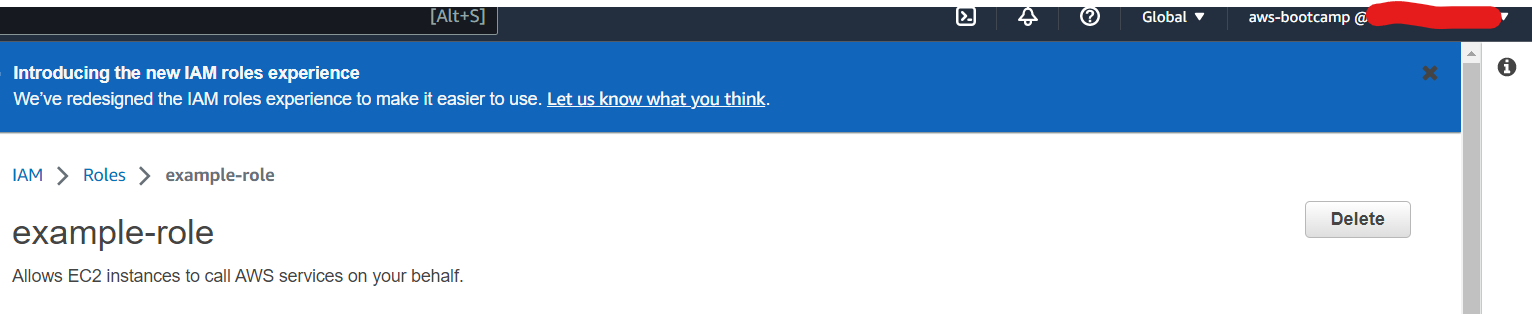 [Alt+S]
Global
aws-bootcamp @
Introducing the new IAM roles experience
We've redesigned the IAM roles experience to make it easier to use. Let us know what you think.
IAM Roles example-role
example-role
Delete
Allows EC2 instances to call AWS services on your behalf.